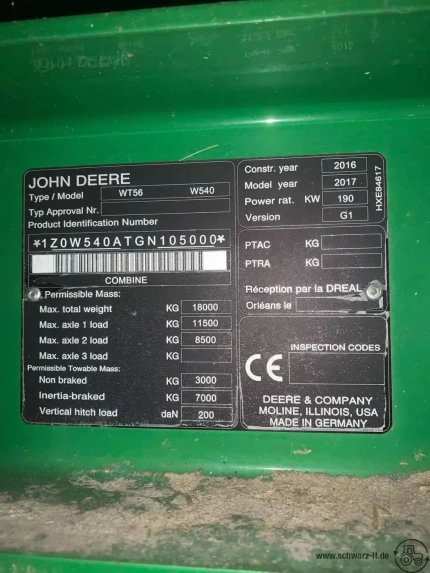 JOHN DEERE
JOHN DEERE
Type / Model WT56 W540
Typ Approval Nr.
Product Identification Number
*1Z0W540ATGN105000*
COMBINE
Permissible Mass:
Max. total weight KG 18000
Max. axle 1 load KG 11500
Max. axle 2 load KG 8500
Max. axle 3 load KG
Permissible Towable Mass:
Non braked KG 3000
Inertia-braked KG 7000
Vertical hitch load daN 200
Constr. year 2016
Model year 2017
Power rat. KW 190
Version G1
HXE84617
PTAC KG
PTRA KG
Réception par la DREAL
Orléans le
INSPECTION CODES
CE
DEERE & COMPANY
MOLINE, ILLINOIS, USA
MADE IN GERMANY
www.schwarz-lt.de